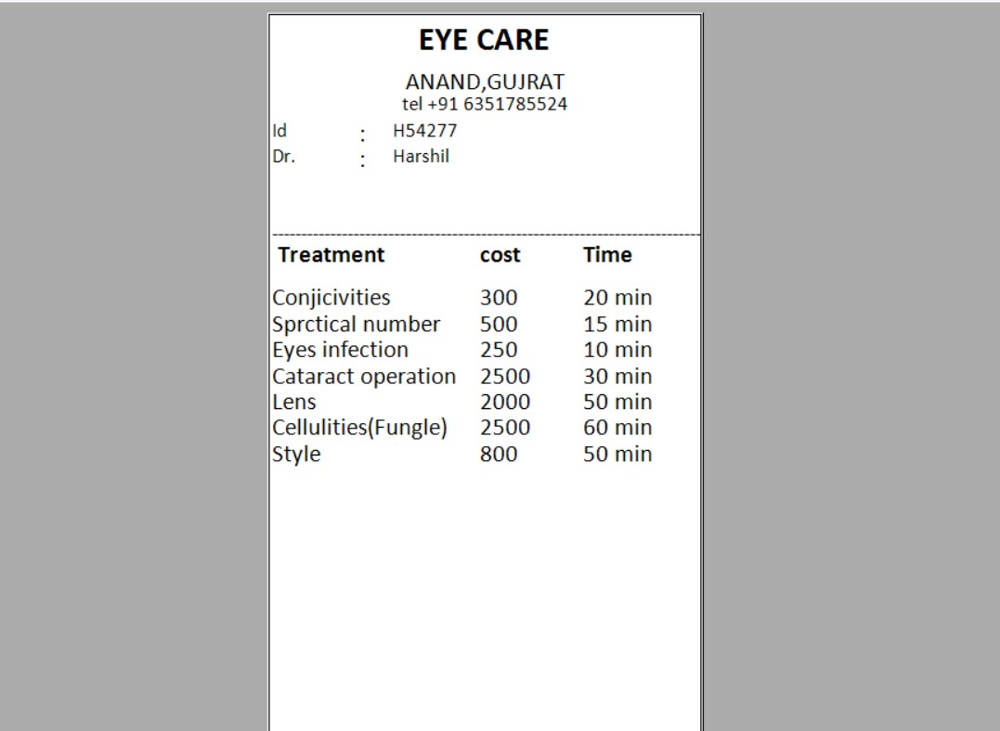 EYE CARE
ANAND,GUJRAT
tel +91 6351785524
Id : H54277
Dr. : Harshil
Treatment cost Time
Conjicivities 300 20 min
Sprctical number 500 15 min
Eyes infection 250 10 min
Cataract operation 2500 30 min
Lens 2000 50 min
Cellulities(Fungle) 2500 60 min
Style 800 50 min